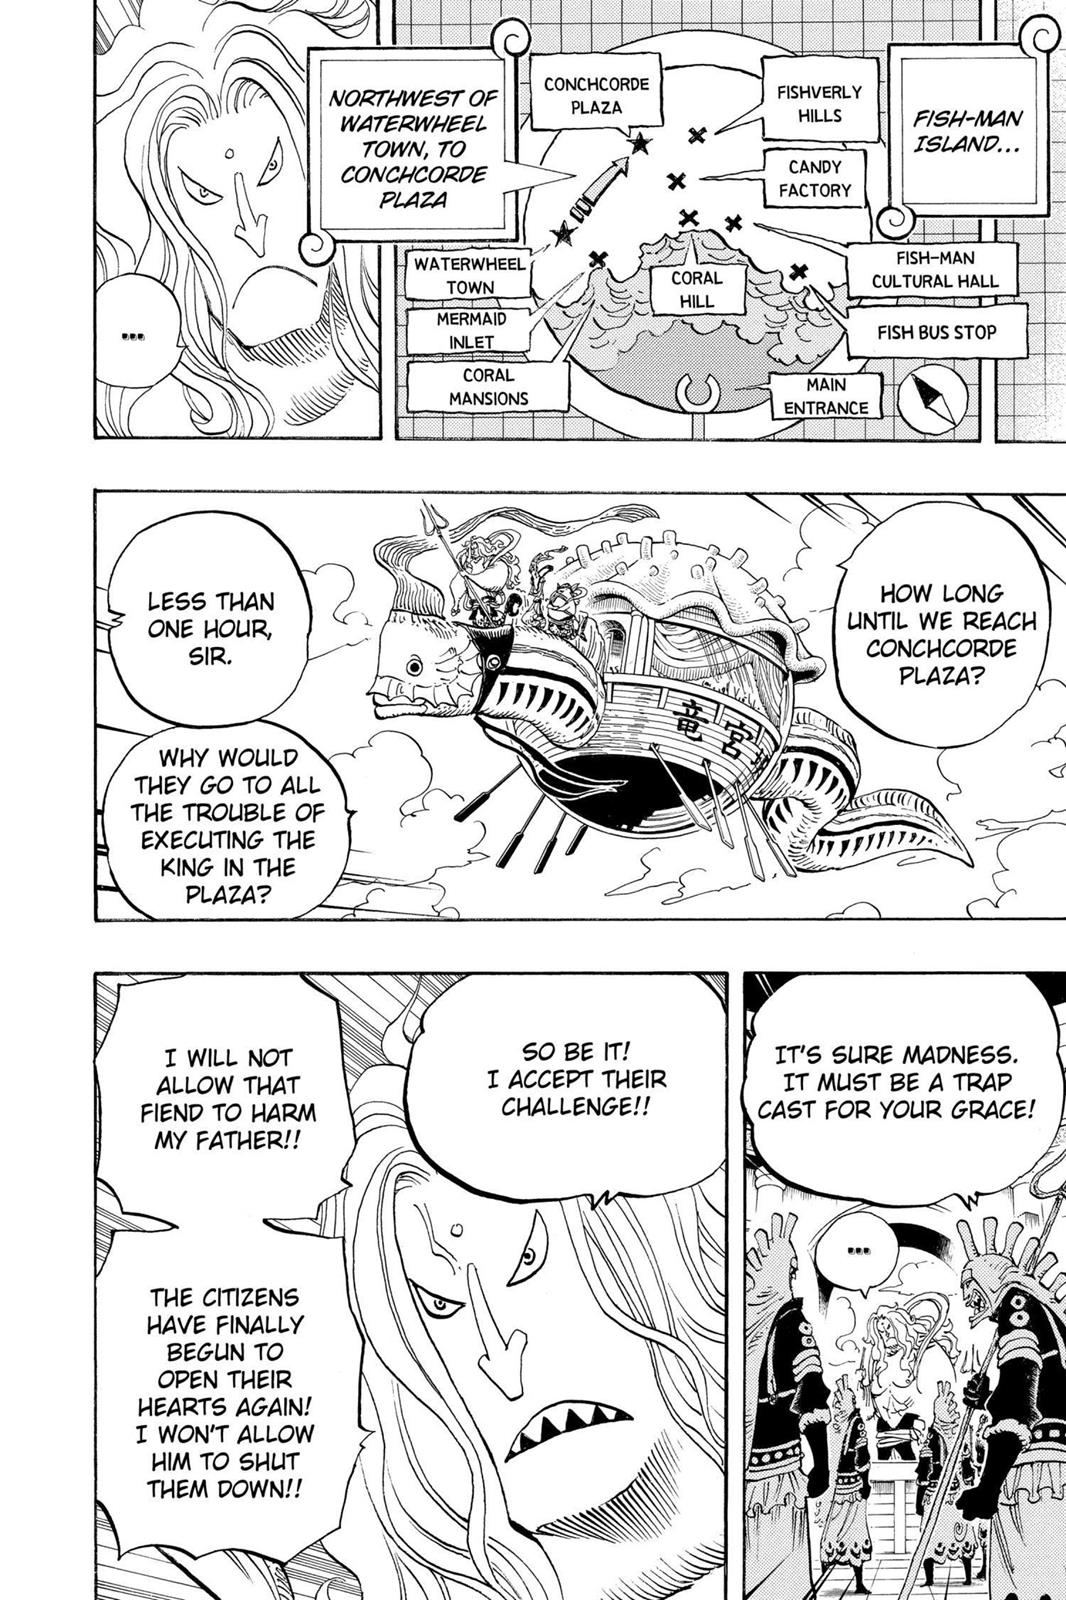 FISH-MAN
ISLAND...
FISHVERLY
HILLS
CANDY
FACTORY
FISH-MAN
CULTURAL HALL
FISH BUS STOP
MAIN
ENTRANCE
CONCHCORDE
PLAZA
CORAL
HILL
WATERWHEEL
TOWN
MERMAID
INLET
CORAL
MANSIONS
NORTHWEST OF
WATERWHEEL
TOWN, TO
CONCHCORDE
PLAZA
...
HOW LONG
UNTIL WE REACH
CONCHCORDE
PLAZA?
竜宮
LESS THAN
ONE HOUR,
SIR.
WHY WOULD
THEY GO TO ALL
THE TROUBLE OF
EXECUTING THE
KING IN THE
PLAZA?
IT'S SURE MADNESS.
IT MUST BE A TRAP
CAST FOR YOUR GRACE!
...
SO BE IT!
I ACCEPT THEIR
CHALLENGE!!
I WILL NOT
ALLOW THAT
FIEND TO HARM
MY FATHER!!
THE CITIZENS
HAVE FINALLY
BEGUN TO
OPEN THEIR
HEARTS AGAIN!
I WON'T ALLOW
HIM TO SHUT
THEM DOWN!!